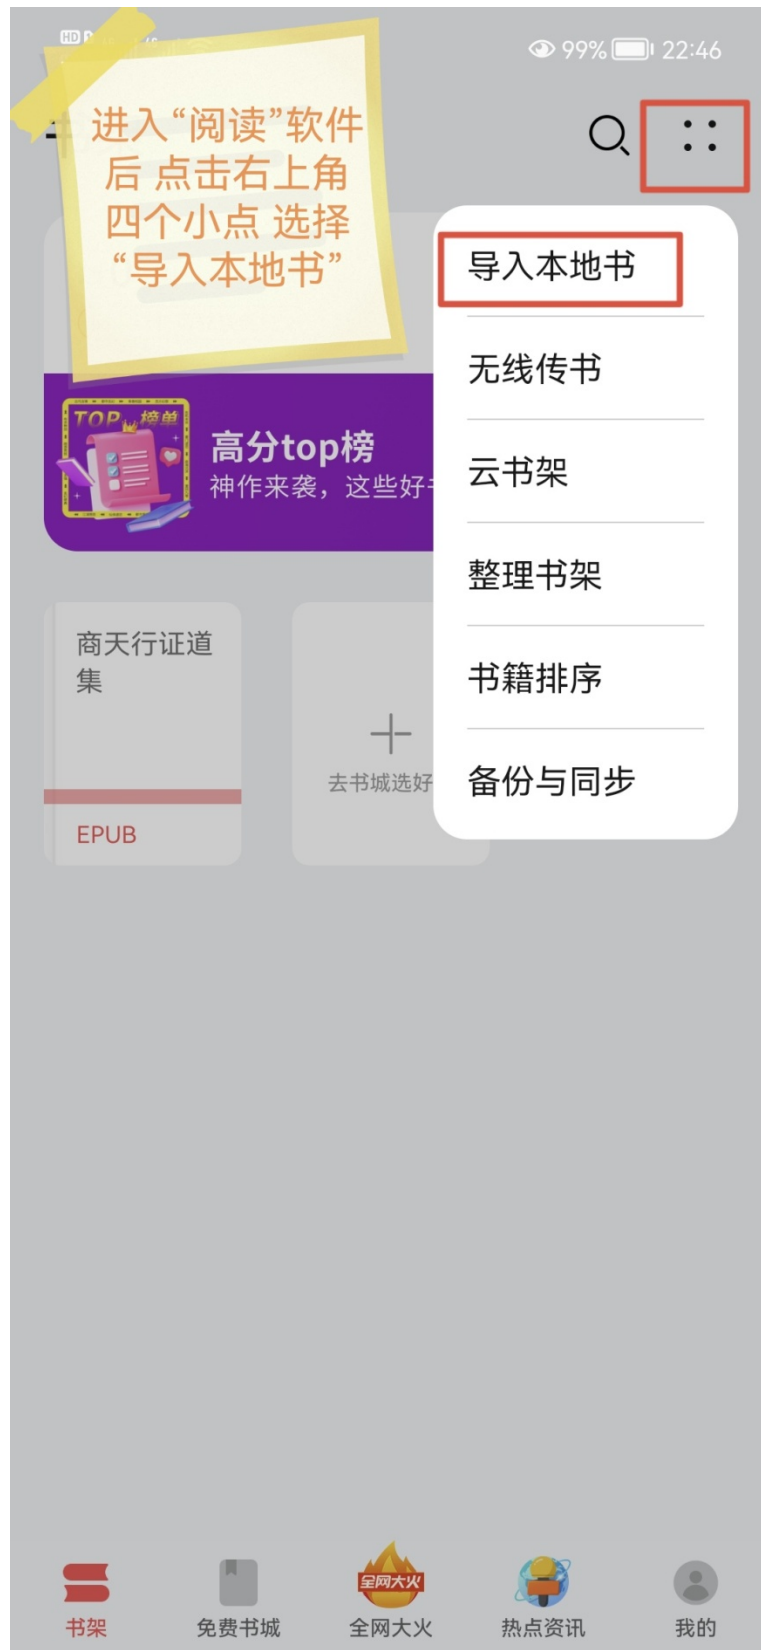 HD
99%
22:46
进入“阅读”软件
后 点击右上角
四个小点 选择
“导入本地书”
导入本地书
无线传书
云书架
整理书架
书籍排序
备份与同步
TOP 榜单
高分top榜
神作来袭，这些好
商天行证道
集
EPUB
去书城选好
书架
免费书城
全网大火
全网大火
热点资讯
我的